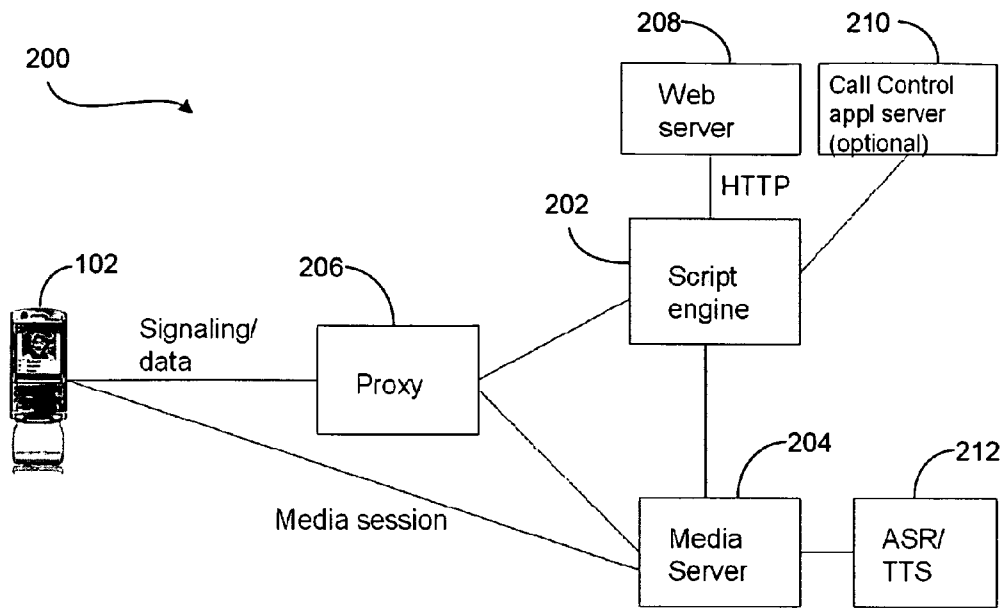 200
208
210
Web
server
Call Control
appl server
(optional)
HTTP
202
Script
engine
102
206
Signaling/
data
Proxy
Media session
204
212
Media
Server
ASR/
TTS